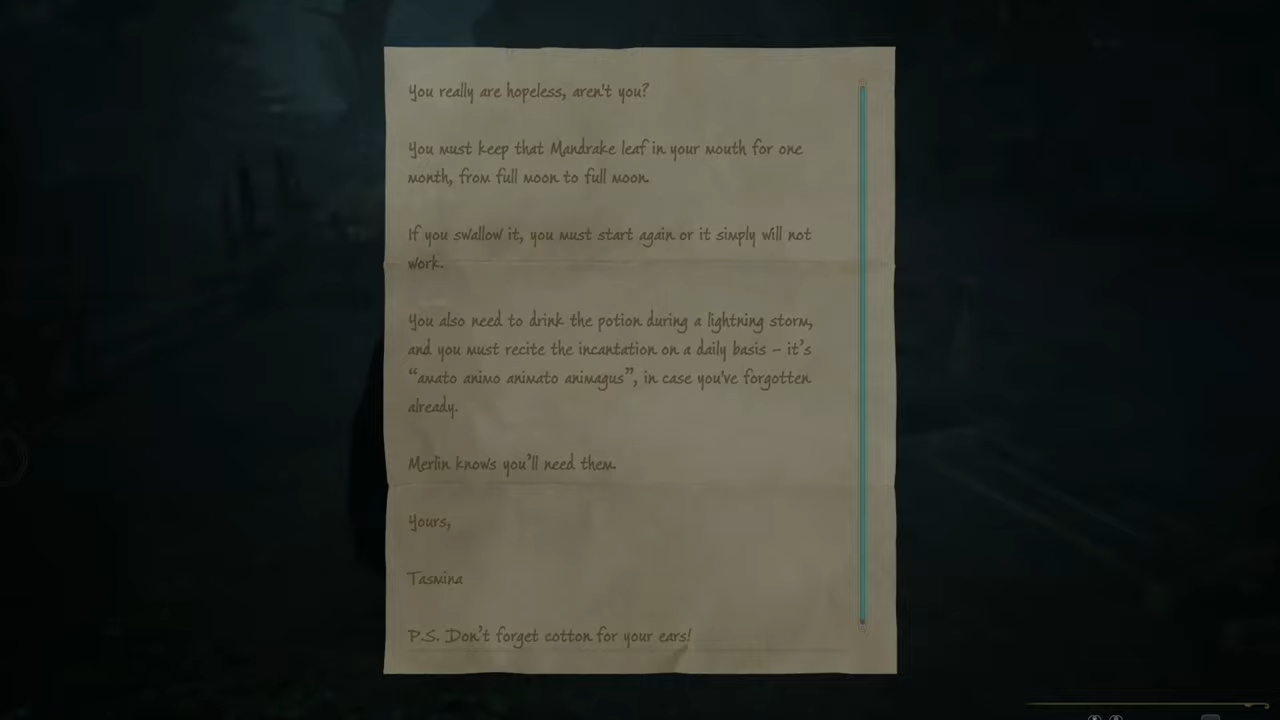 You really are hopeless, aren't you?
You must keep that Mandrake leaf in your mouth for one
month, from full moon to full moon.
If you swallow it, you must start again or it simply will not
work.
You also need to drink the potion during a lightning storm,
and you must recite the incantation on a daily basis – it's
“amato animo animato animagus”, in case you've forgotten
already.
Merlin knows you'll need them.
Yours,
Tasmina
P.S. Don't forget cotton for your ears!